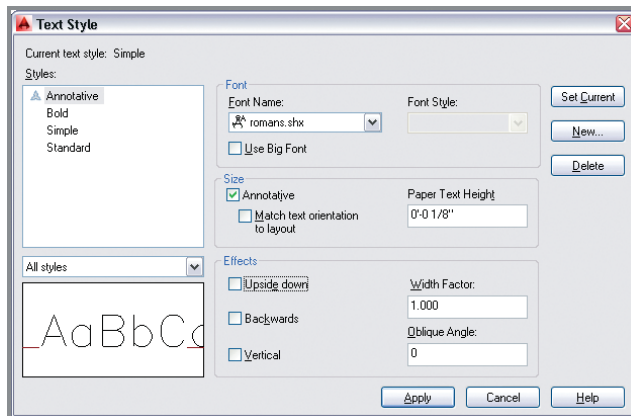 Text Style
Current text style: Simple
Styles:
Annotative
Bold
Simple
Standard
All styles
AaBbCc
Font
Font Name:
romans.shx
Use Big Font
Font Style:
Size
Annotative
Match text orientation
to layout
Paper Text Height
0'-0 1/8"
Effects
Upside down
Backwards
Vertical
Width Factor:
1.000
Oblique Angle:
0
Set Current
New...
Delete
Apply
Cancel
Help